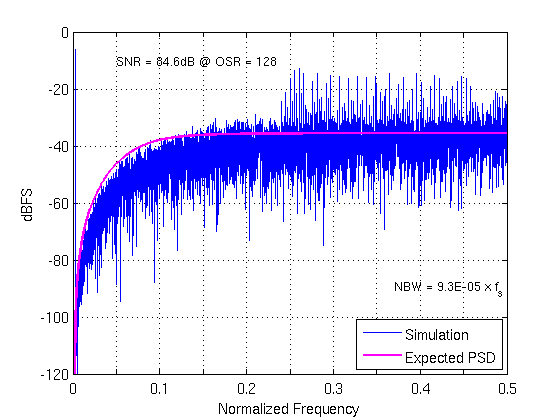 0
-20
-40
-60
-80
-100
-120
dBFS
SNR = 84.6dB @ OSR = 128
NBW = 9.3E-05 x fs
Simulation
Expected PSD
0
0.1
0.2
0.3
0.4
0.5
Normalized Frequency